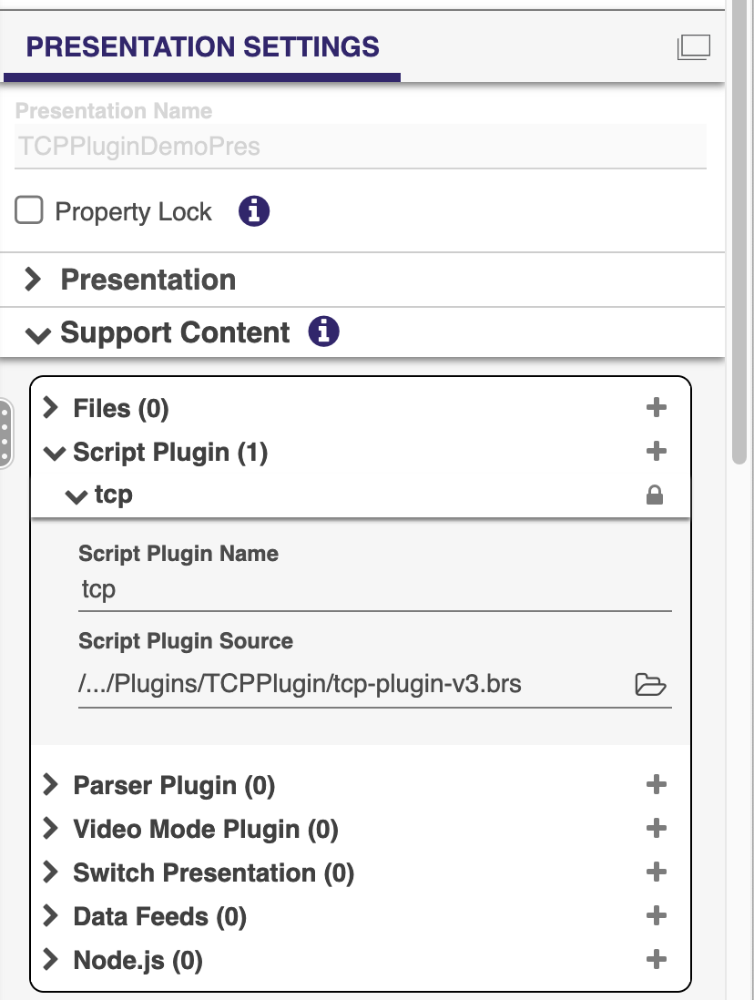 PRESENTATION SETTINGS
Presentation Name
TCPPluginDemoPres
Property Lock
Presentation
Support Content
Files (0)
Script Plugin (1)
tcp
Script Plugin Name
tcp
Script Plugin Source
/.../Plugins/TCPPlugin/tcp-plugin-v3.brs
Parser Plugin (0)
Video Mode Plugin (0)
Switch Presentation (0)
Data Feeds (0)
Node.js (0)